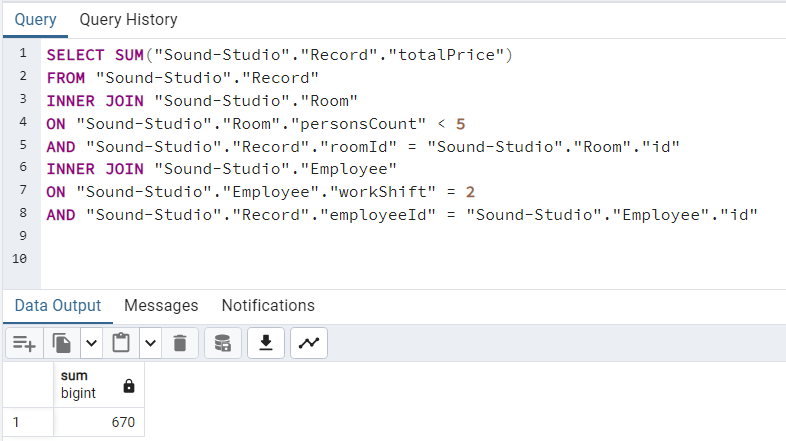 Query Query History
1 SELECT SUM("Sound-Studio"."Record"."totalPrice")
2 FROM "Sound-Studio"."Record"
3 INNER JOIN "Sound-Studio"."Room"
4 ON "Sound-Studio"."Room"."personsCount" < 5
5 AND "Sound-Studio"."Record"."roomId" = "Sound-Studio"."Room"."id"
6 INNER JOIN "Sound-Studio"."Employee"
7 ON "Sound-Studio"."Employee"."workShift" = 2
8 AND "Sound-Studio"."Record"."employeeId" = "Sound-Studio"."Employee"."id"
9
10
Data Output Messages Notifications
sum
bigint
1 670